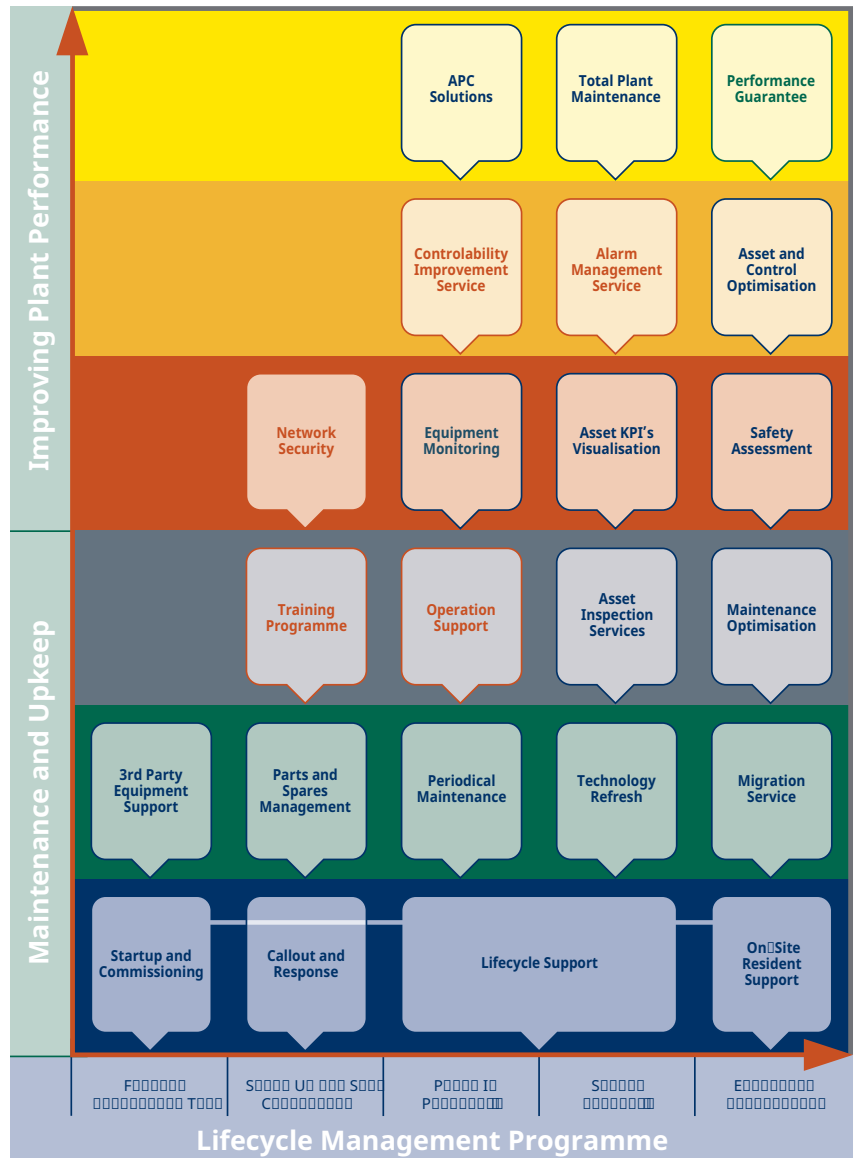 Improving Plant Performance
Maintenance and Upkeep
APC
Solutions
Total Plant
Maintenance
Performance
Guarantee
Controlability
Improvement
Service
Alarm
Management
Service
Asset and
Control
Optimisation
Network
Security
Equipment
Monitoring
Asset KPI’s
Visualisation
Safety
Assessment
Training
Programme
Operation
Support
Asset
Inspection
Services
Maintenance
Optimisation
3rd Party
Equipment
Support
Parts and
Spares
Management
Periodical
Maintenance
Technology
Refresh
Migration
Service
Startup and
Commissioning
Callout and
Response
Lifecycle Support
Site
Resident
Support
Lifecycle Management Programme